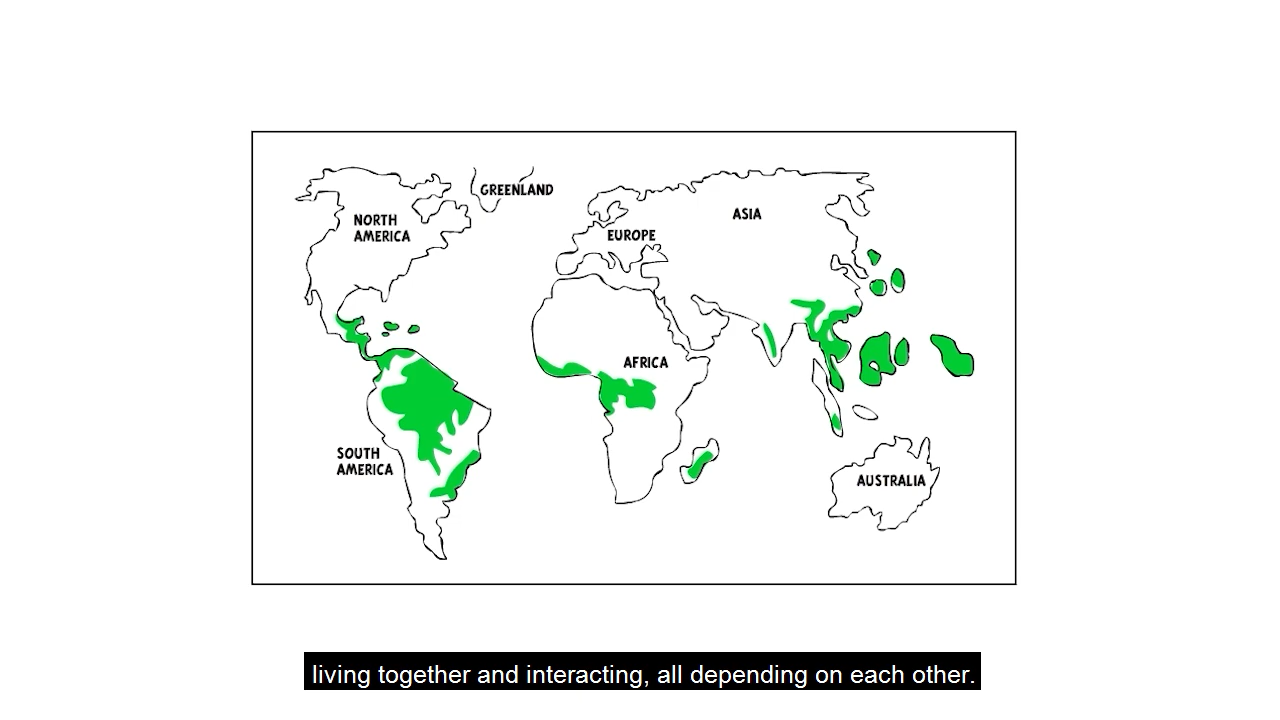 GREENLAND
NORTH
AMERICA
ASIA
EUROPE
AFRICA
SOUTH
AMERICA
AUSTRALIA
living together and interacting, all depending on each other.